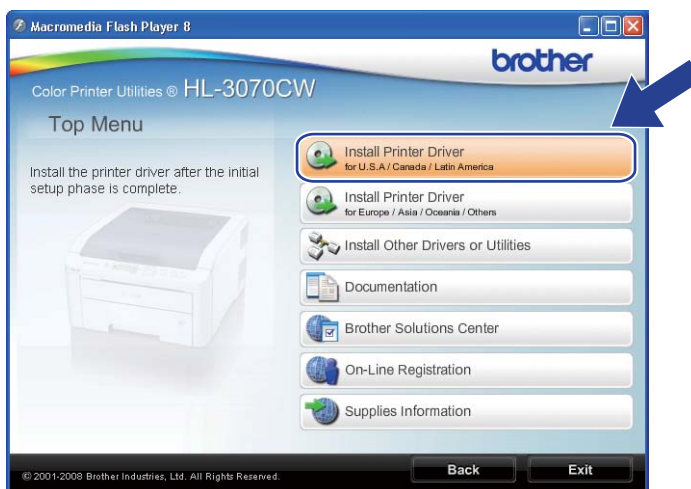 Macromedia Flash Player 8
brother
Color Printer Utilities ® HL-3070CW
Top Menu
Install the printer driver after the initial
setup phase is complete.
Install Printer Driver
for U.S.A / Canada / Latin America
Install Printer Driver
for Europe / Asia / Oceania / Others
Install Other Drivers or Utilities
Documentation
Brother Solutions Center
On-Line Registration
Supplies Information
© 2001-2008 Brother Industries, Ltd. All Rights Reserved.
Back
Exit